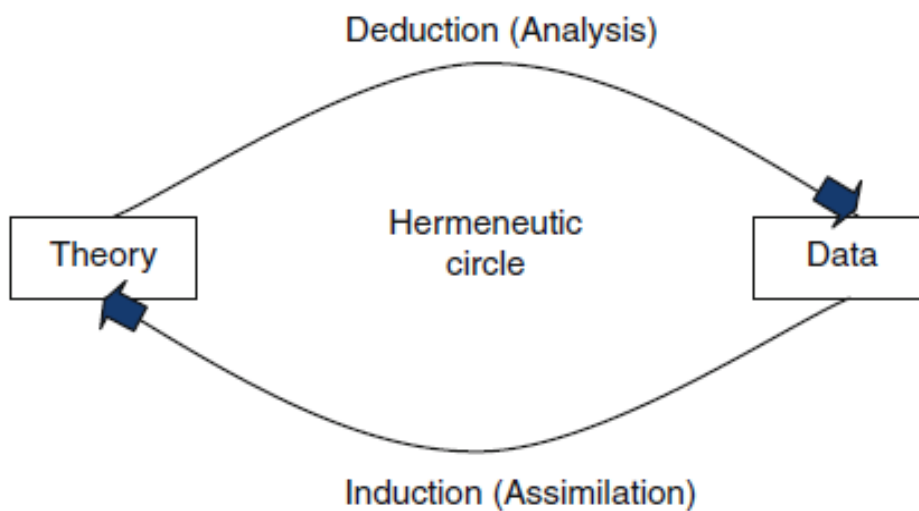 Deduction (Analysis)
Hermeneutic
circle
Theory
Data
Induction (Assimilation)